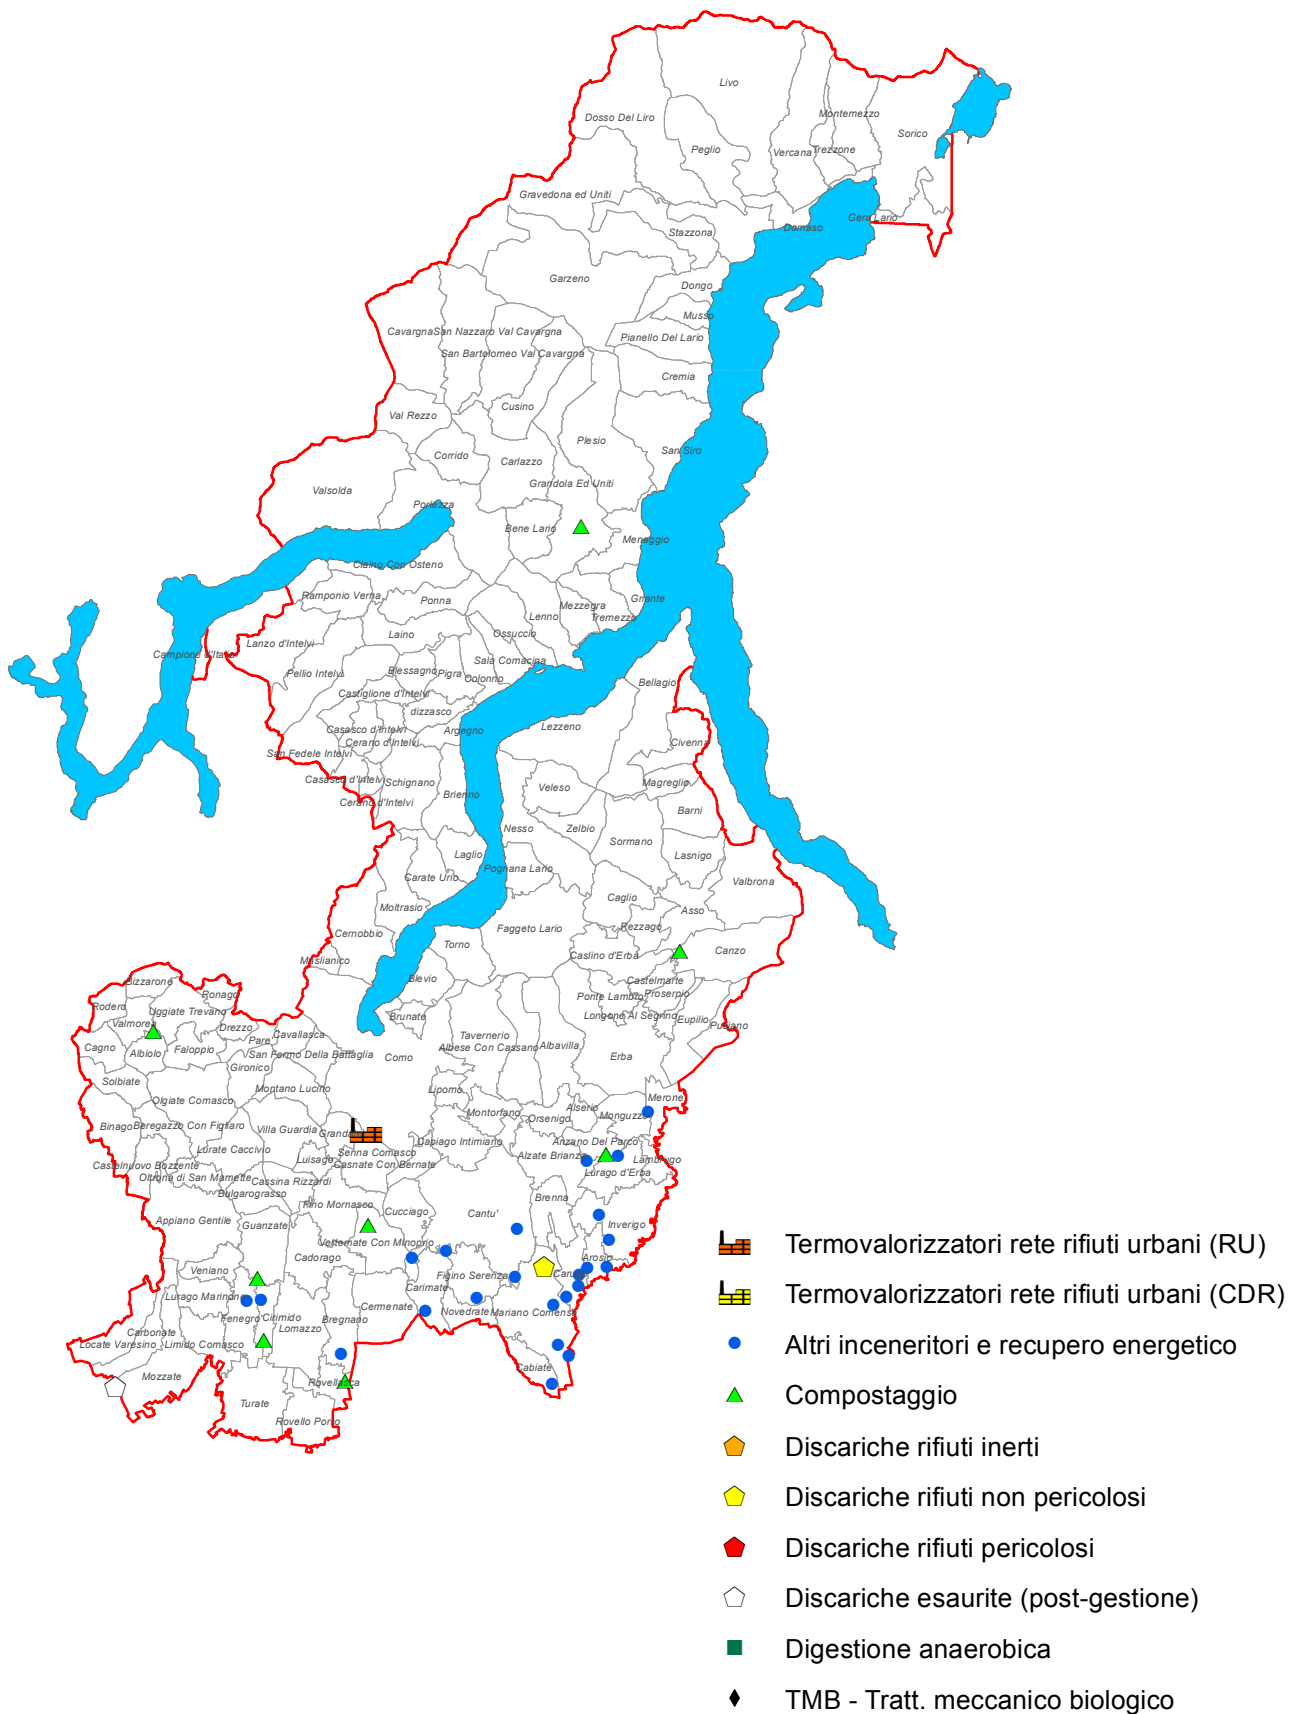 Livo
Montemezzo
Dosso Del Liro
Sorico
Peglio
Vercana
Trezzone
Gravedona ed Uniti
Gera Lario
Domaso
Stazzona
Garzeno
Dongo
Musso
Cavargna
San Nazzaro Val Cavargna
Pianello Del Lario
San Bartolomeo Val Cavargna
Cremia
Cusino
Val Rezzo
Plesio
San Siro
Corrido
Carlazzo
Grandola Ed Uniti
Valsolda
Porlezza
Bene Lario
Menaggio
Claino Con Osteno
Ramponio Verna
Ponna
Griante
Mezzegra
Lenno
Tremezzo
Laino
Ossuccio
Lanzo d'Intelvi
Campione d'Italia
Sala Comacina
Blessagno
Pigra
Pellio Intelvi
Colonno
Bellagio
Castiglione d'Intelvi
dizzasco
Lezzeno
Casasco d'Intelvi
Argegno
Cerano d'Intelvi
Civenna
San Fedele Intelvi
Casasco d'Intelvi
Schignano
Magreglio
Veleso
Brienno
Cerano d'Intelvi
Barni
Nesso
Zelbio
Sormano
Laglio
Lasnigo
Pognana Lario
Carate Urio
Valbrona
Caglio
Moltrasio
Asso
Rezzago
Faggeto Lario
Cernobbio
Torno
Canzo
Caslino d'Erba
Maslianico
Blevio
Castelmarte
Bizzarone
Ronago
Ponte Lambro
Proserpio
Rodero
Uggiate Trevano
Longone Al Segrino
Brunate
Eupilio
Pusiano
Valmorea
Drezzo
Cavallasca
Tavernerio
Pare
Cagno
Albiolo
Faloppio
Albese Con Cassano
Albavilla
San Fermo Della Battaglia
Como
Erba
Gironico
Solbiate
Montano Lucino
Lipomo
Merone
Olgiate Comasco
Alserio
Montorfano
Orsenigo
Monguzzo
Binago
Beregazzo Con Figliaro
Villa Guardia
Grandate
Capiago Intimiano
Anzano Del Parco
Lurate Caccivio
Senna Comasco
Alzate Brianza
Luisago
Casnate Con Bernate
Lambrugo
Castelnuovo Bozzente
Lurago d'Erba
Oltrona di San Mamette
Cassina Rizzardi
Bulgarograsso
Brenna
Fino Mornasco
Cucciago
Cantu'
Appiano Gentile
Guanzate
Inverigo
Vertemate Con Minoprio
Cadorago
Arosio
Veniano
Figino Serenza
Carugo
Carimate
Lurago Marinone
Cermenate
Novedrate
Mariano Comense
Fenegro'
Cirimido
Bregnano
Lomazzo
Carbonate
Locate Varesino
Limido Comasco
Cabiate
Mozzate
Rovellasca
Turate
Rovello Porro
Termovalorizzatori rete rifiuti urbani (RU)
Termovalorizzatori rete rifiuti urbani (CDR)
Altri inceneritori e recupero energetico
Compostaggio
Discariche rifiuti inerti
Discariche rifiuti non pericolosi
Discariche rifiuti pericolosi
Discariche esaurite (post-gestione)
Digestione anaerobica
TMB - Tratt. meccanico biologico